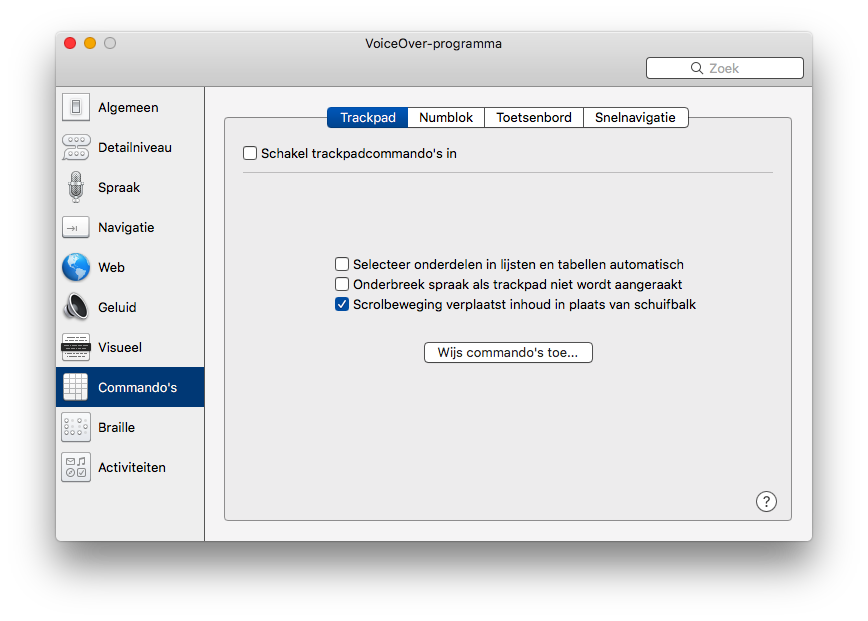 VoiceOver-programma
Zoek
Algemeen
Detailniveau
Spraak
Navigatie
Web
Geluid
Visueel
Commando's
Braille
Activiteiten
Trackpad Numblok Toetsenbord Snelnavigatie
Schakel trackpadcommando's in
Selecteer onderdelen in lijsten en tabellen automatisch
Onderbreek spraak als trackpad niet wordt aangeraakt
Scrolbeweging verplaatst inhoud in plaats van schuifbalk
Wijs commando's toe...
?